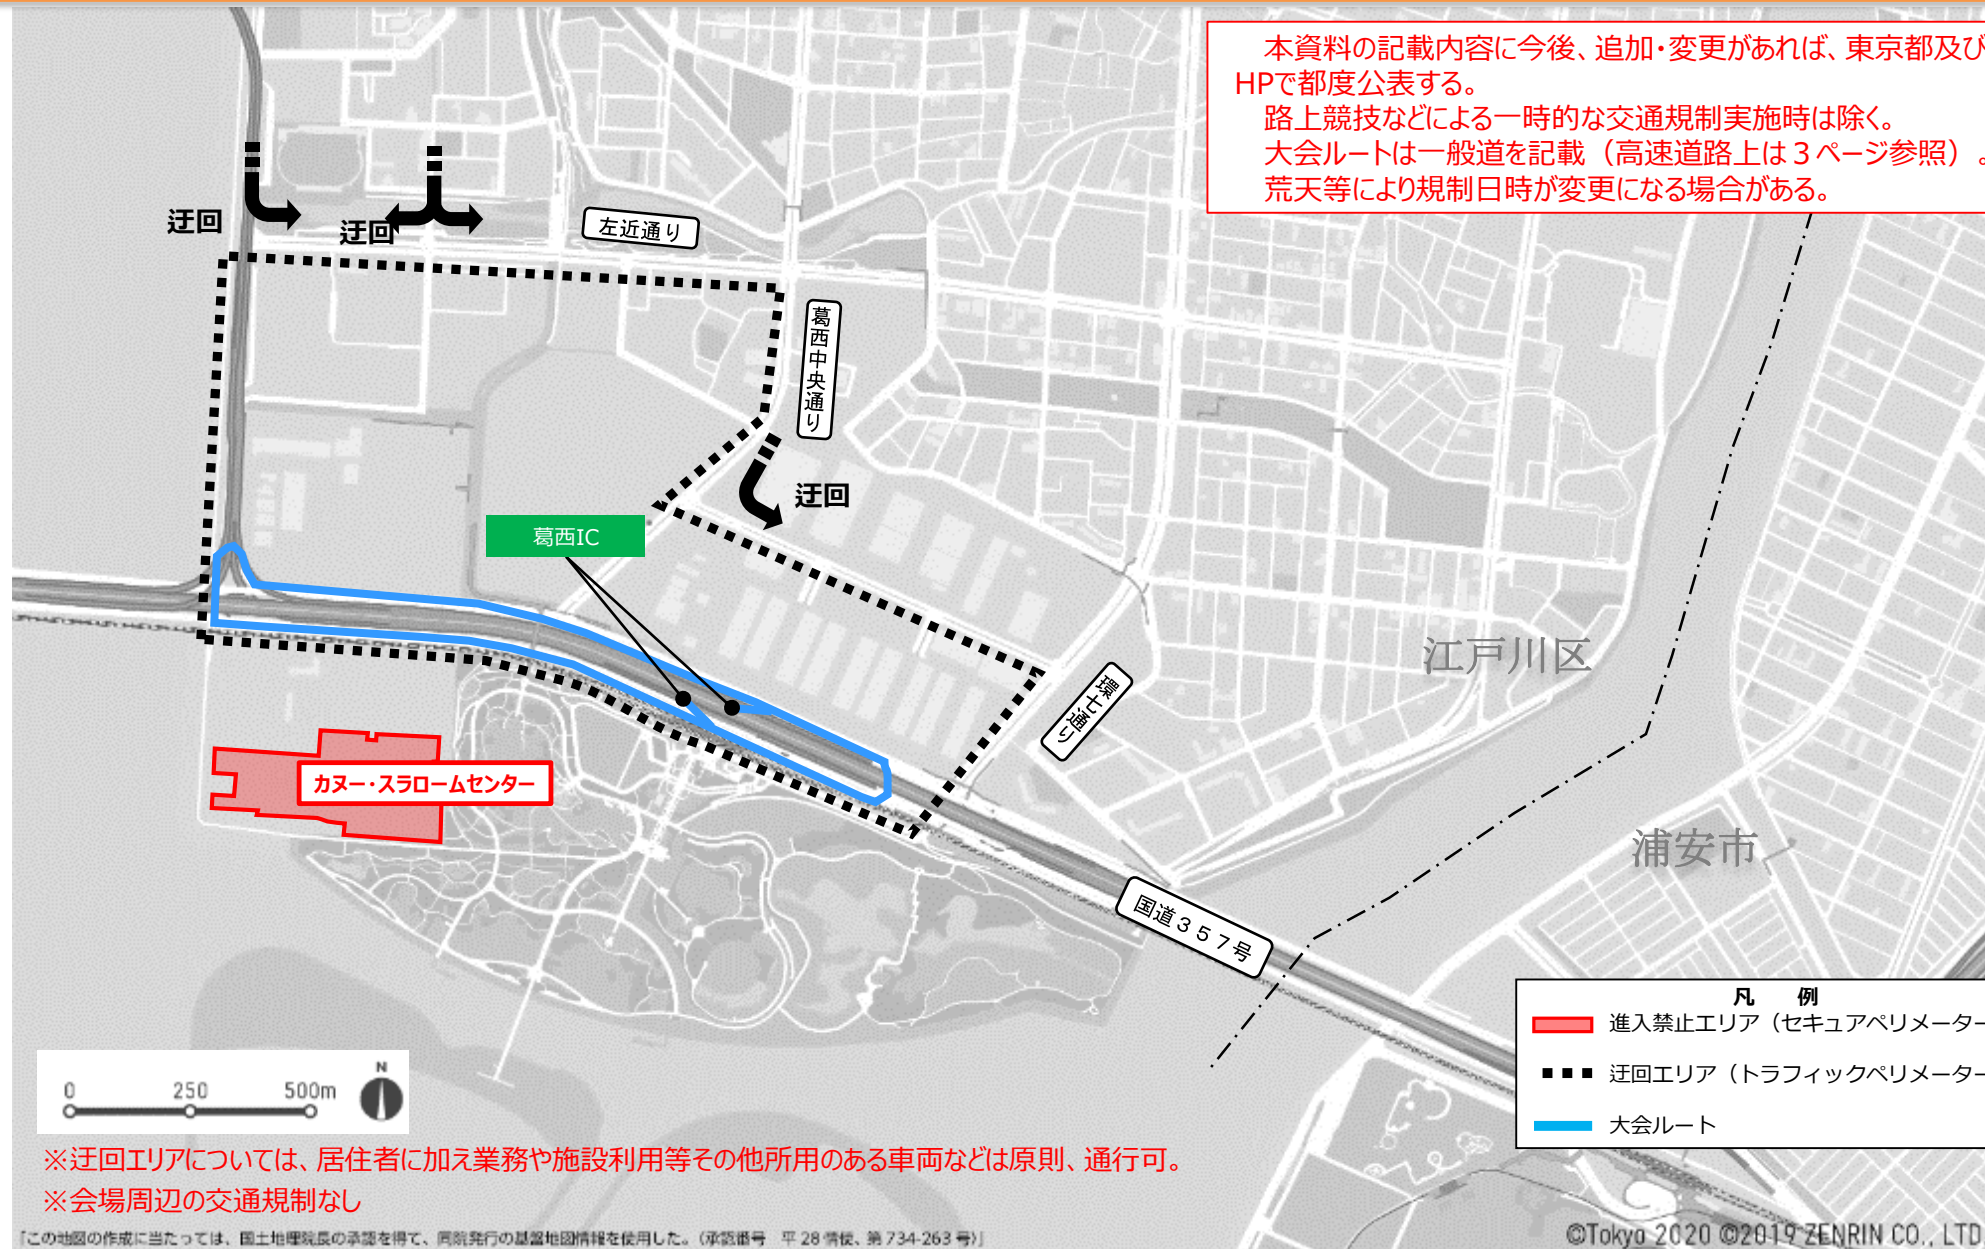 本資料の記載内容に今後、追加・変更があれば、東京都及び
HPで都度公表する。
路上競技などによる一時的な交通規制実施時は除く。
大会ルートは一般道を記載（高速道路上は３ページ参照）。
荒天等により規制日時が変更になる場合がある。
迂回
迂回
左近通り
葛西中央通り
迂回
葛西IC
江戸川区
環七通り
カヌー・スラロームセンター
浦安市
国道３５７号
凡　例
進入禁止エリア（セキュアペリメーター
迂回エリア（トラフィックペリメーター
大会ルート
0 250 500m
N
※迂回エリアについては、居住者に加え業務や施設利用等その他所用のある車両などは原則、通行可。
※会場周辺の交通規制なし
「この地図の作成に当たっては、国土地理院長の承認を得て、同院発行の基盤地図情報を使用した。（承認番号　平 28 情使、第 734-263 号）」
©Tokyo 2020 ©2019 ZENRIN CO., LTD